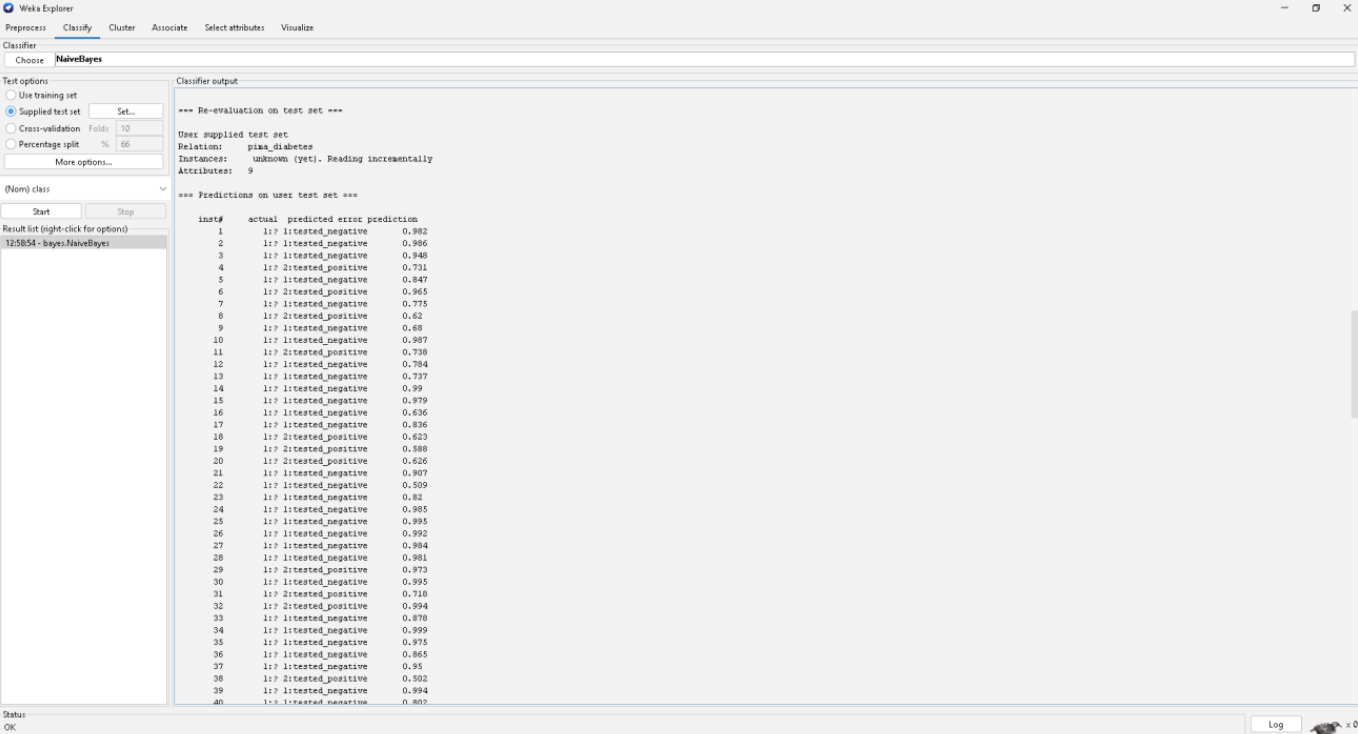 Weka Explorer
Preprocess Classify Cluster Associate Select attributes Visualize
Classifier
Choose NaiveBayes
Test options
Use training set
Supplied test set Set...
Cross-validation Folds 10
Percentage split % 66
More options...
(Nom) class
Start Stop
Result list (right-click for options)
12:58:54 - bayes.NaiveBayes
Classifier output
=== Re-evaluation on test set ===
User supplied test set
Relation: pima_diabetes
Instances: unknown (yet). Reading incrementally
Attributes: 9
=== Predictions on user test set ===
inst# actual predicted error prediction
1 1:? 1:tested_negative 0.982
2 1:? 1:tested_negative 0.986
3 1:? 1:tested_negative 0.948
4 1:? 2:tested_positive 0.731
5 1:? 1:tested_negative 0.847
6 1:? 2:tested_positive 0.965
7 1:? 1:tested_negative 0.775
8 1:? 2:tested_positive 0.62
9 1:? 1:tested_negative 0.68
10 1:? 1:tested_negative 0.987
11 1:? 2:tested_positive 0.738
12 1:? 1:tested_negative 0.784
13 1:? 1:tested_negative 0.737
14 1:? 1:tested_negative 0.99
15 1:? 1:tested_negative 0.979
16 1:? 1:tested_negative 0.636
17 1:? 1:tested_negative 0.836
18 1:? 2:tested_positive 0.623
19 1:? 2:tested_positive 0.588
20 1:? 2:tested_positive 0.626
21 1:? 1:tested_negative 0.907
22 1:? 1:tested_negative 0.509
23 1:? 1:tested_negative 0.82
24 1:? 1:tested_negative 0.985
25 1:? 1:tested_negative 0.995
26 1:? 1:tested_negative 0.992
27 1:? 1:tested_negative 0.984
28 1:? 1:tested_negative 0.981
29 1:? 2:tested_positive 0.973
30 1:? 1:tested_negative 0.995
31 1:? 2:tested_positive 0.718
32 1:? 2:tested_positive 0.994
33 1:? 1:tested_negative 0.878
34 1:? 1:tested_negative 0.999
35 1:? 1:tested_negative 0.975
36 1:? 1:tested_negative 0.865
37 1:? 1:tested_negative 0.95
38 1:? 2:tested_positive 0.502
39 1:? 1:tested_negative 0.994
40 1:? 1:tested_negative 0.802
Status
OK
Log
x 0